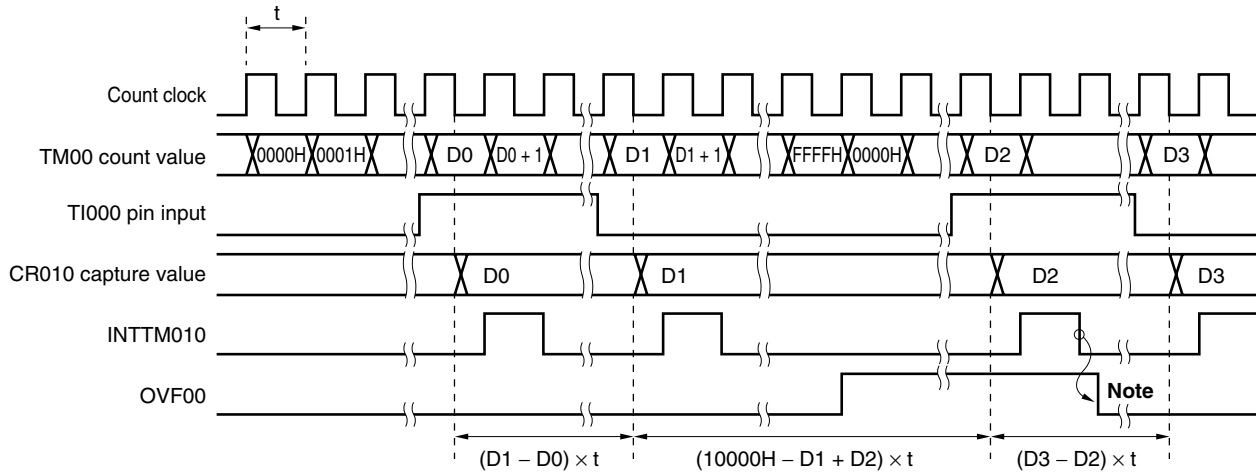 t
Count clock
TM00 count value 0000H 0001H D0 D0 + 1 D1 D1 + 1 FFFFH 0000H D2 D3
TI000 pin input
CR010 capture value D0 D1 D2 D3
INTTM010
OVF00 Note
(D1 – D0) × t (10000H – D1 + D2) × t (D3 – D2) × t